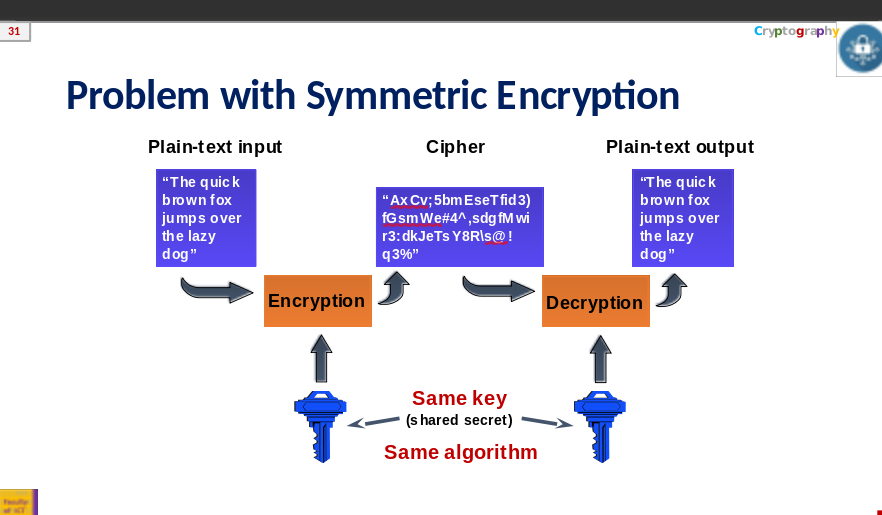 31
Cryptography
Problem with Symmetric Encryption
Plain-text input
Cipher
Plain-text output
“The quick
brown fox
jumps over
the lazy
dog”
“AxCv;5bmEseTfid3)
fGsmWe#4^,sdgfMwi
r3:dkJeTsY8R\s@!
q3%”
“The quick
brown fox
jumps over
the lazy
dog”
Encryption
Decryption
Same key
(shared secret)
Same algorithm
Faculty
of ICT